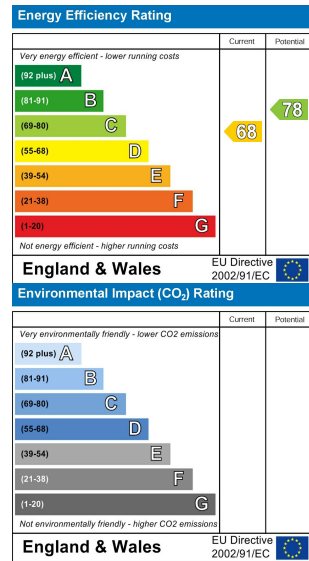 Energy Efficiency Rating
Current Potential
Very energy efficient - lower running costs
(92 plus) A
(81-91) B
(69-80) C
(55-68) D
(39-54) E
(21-38) F
(1-20) G
68
78
Not energy efficient - higher running costs
England & Wales
EU Directive
2002/91/EC
Environmental Impact (CO₂) Rating
Current Potential
Very environmentally friendly - lower CO2 emissions
(92 plus) A
(81-91) B
(69-80) C
(55-68) D
(39-54) E
(21-38) F
(1-20) G
Not environmentally friendly - higher CO2 emissions
England & Wales
EU Directive
2002/91/EC